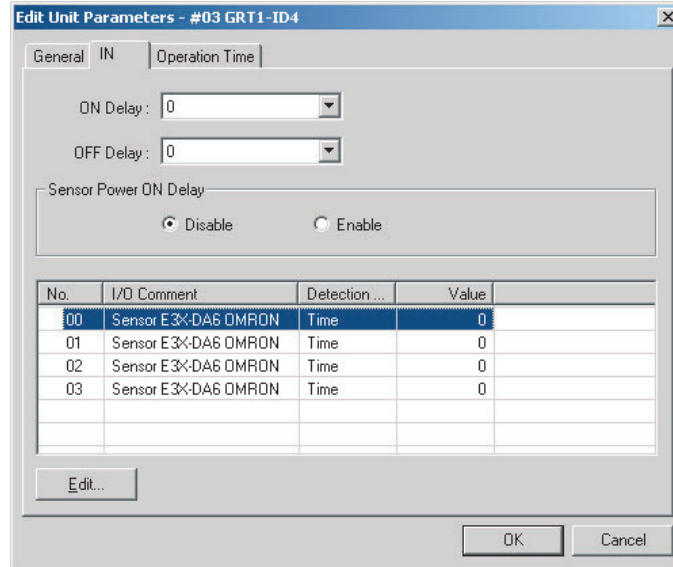 Edit Unit Parameters - #03 GRT1-ID4
General IN Operation Time
ON Delay : 0
OFF Delay : 0
Sensor Power ON Delay
Disable Enable
No. I/O Comment Detection ... Value
00 Sensor E3X-DA6 OMRON Time 0
01 Sensor E3X-DA6 OMRON Time 0
02 Sensor E3X-DA6 OMRON Time 0
03 Sensor E3X-DA6 OMRON Time 0
Edit...
OK Cancel